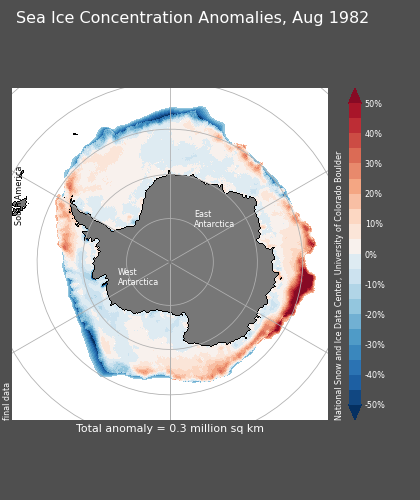 Sea Ice Concentration Anomalies, Aug 1982
South America
East
Antarctica
West
Antarctica
50%
40%
30%
20%
10%
0%
-10%
-20%
-30%
-40%
-50%
National Snow and Ice Data Center, University of Colorado Boulder
final data
Total anomaly = 0.3 million sq km